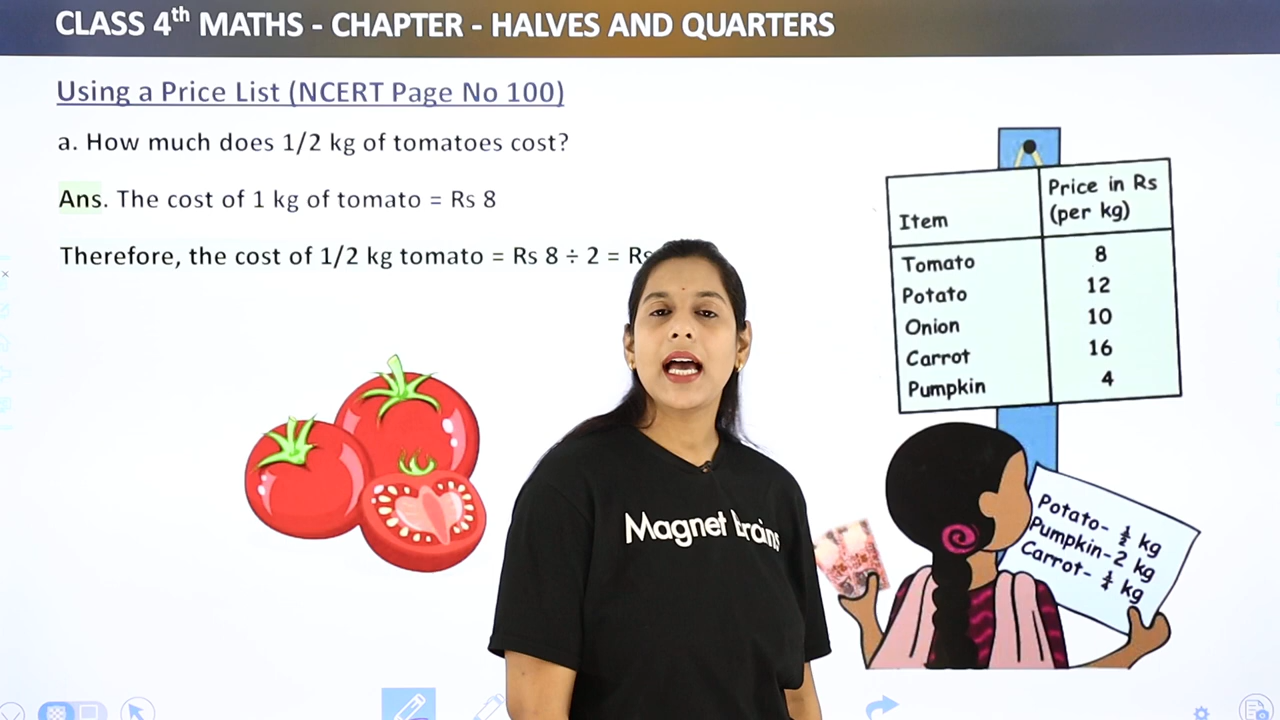 CLASS 4th MATHS - CHAPTER - HALVES AND QUARTERS
Using a Price List (NCERT Page No 100)
a. How much does 1/2 kg of tomatoes cost?
Ans. The cost of 1 kg of tomato = Rs 8
Therefore, the cost of 1/2 kg tomato = Rs 8 ÷ 2 = Rs
Item Price in Rs
(per kg)
Tomato 8
Potato 12
Onion 10
Carrot 16
Pumpkin 4
Magnet Brains
Potato- ½ kg
Pumpkin-2 kg
Carrot- ¼ kg